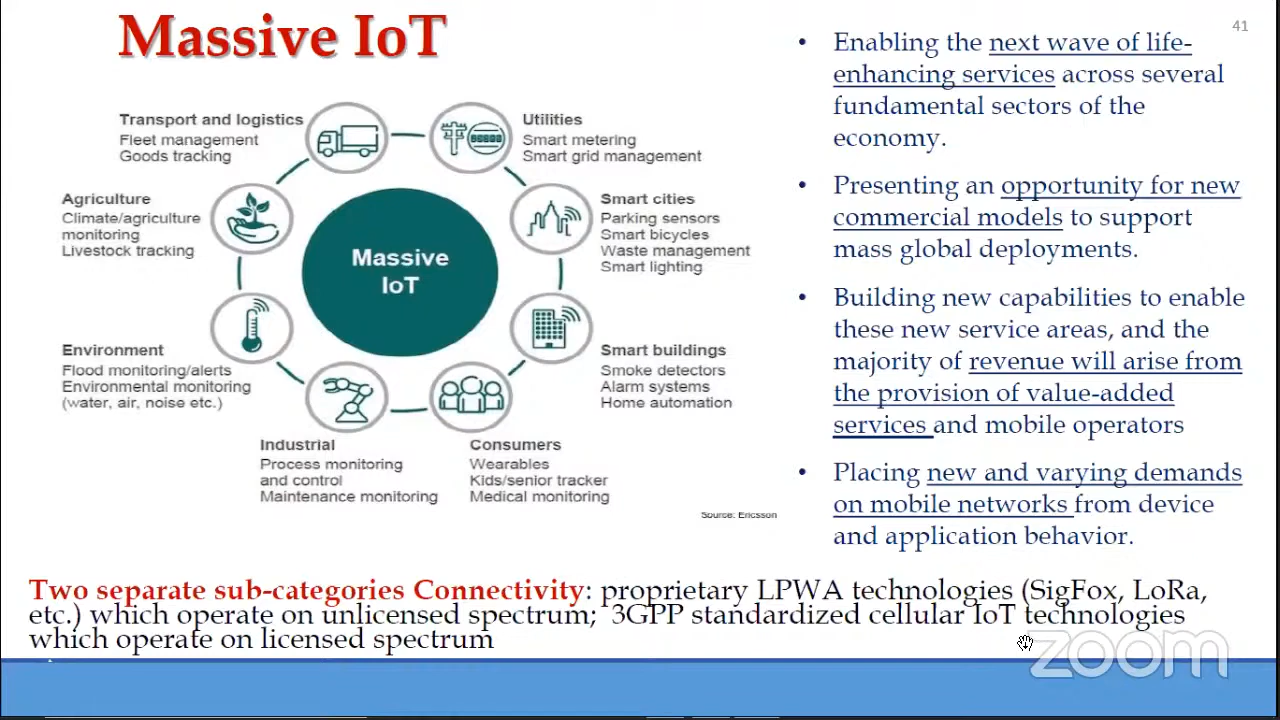 Massive IoT
41
Transport and logistics
Fleet management
Goods tracking
Utilities
Smart metering
Smart grid management
Agriculture
Climate/agriculture
monitoring
Livestock tracking
Smart cities
Parking sensors
Smart bicycles
Waste management
Smart lighting
Massive
IoT
Environment
Flood monitoring/alerts
Environmental monitoring
(water, air, noise etc.)
Smart buildings
Smoke detectors
Alarm systems
Home automation
Industrial
Process monitoring
and control
Maintenance monitoring
Consumers
Wearables
Kids/senior tracker
Medical monitoring
Source: Ericsson
• Enabling the next wave of life-
enhancing services across several
fundamental sectors of the
economy.
• Presenting an opportunity for new
commercial models to support
mass global deployments.
• Building new capabilities to enable
these new service areas, and the
majority of revenue will arise from
the provision of value-added
services and mobile operators
• Placing new and varying demands
on mobile networks from device
and application behavior.
Two separate sub-categories Connectivity: proprietary LPWA technologies (SigFox, LoRa,
etc.) which operate on unlicensed spectrum; 3GPP standardized cellular IoT technologies
which operate on licensed spectrum
zoom